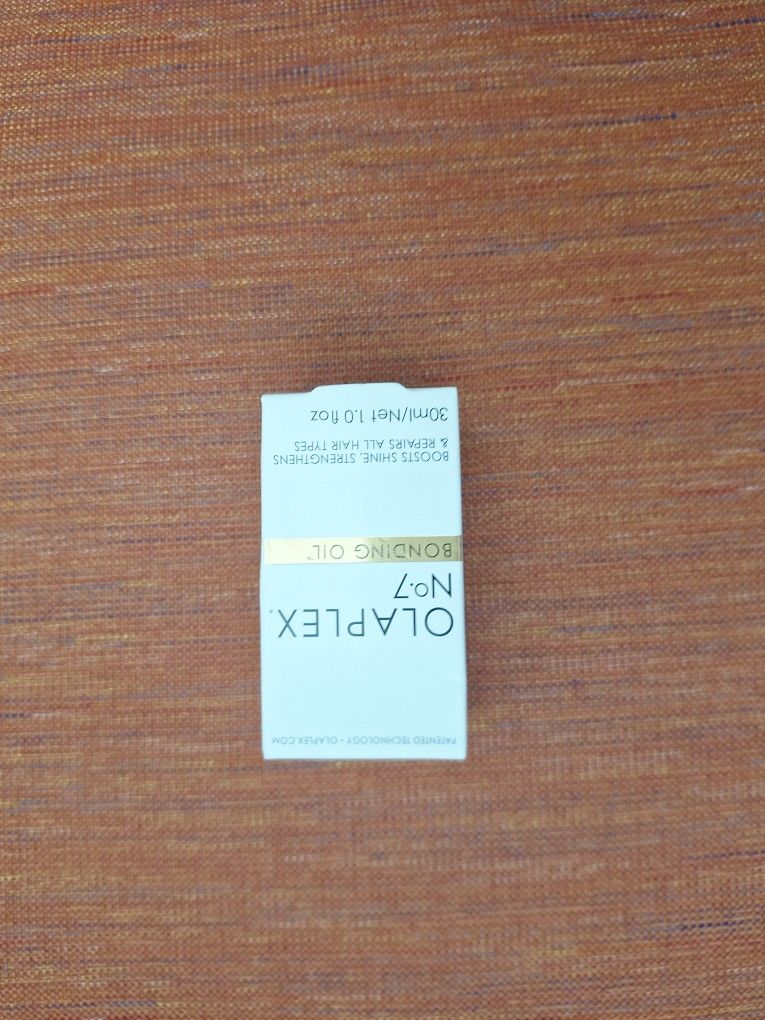 PATENTED TECHNOLOGY · OLAPLEX.COM
OLAPLEX.
Nº.7
BONDING OIL™
BOOSTS SHINE, STRENGTHENS
& REPAIRS ALL HAIR TYPES
30ml/Net 1.0 fl oz